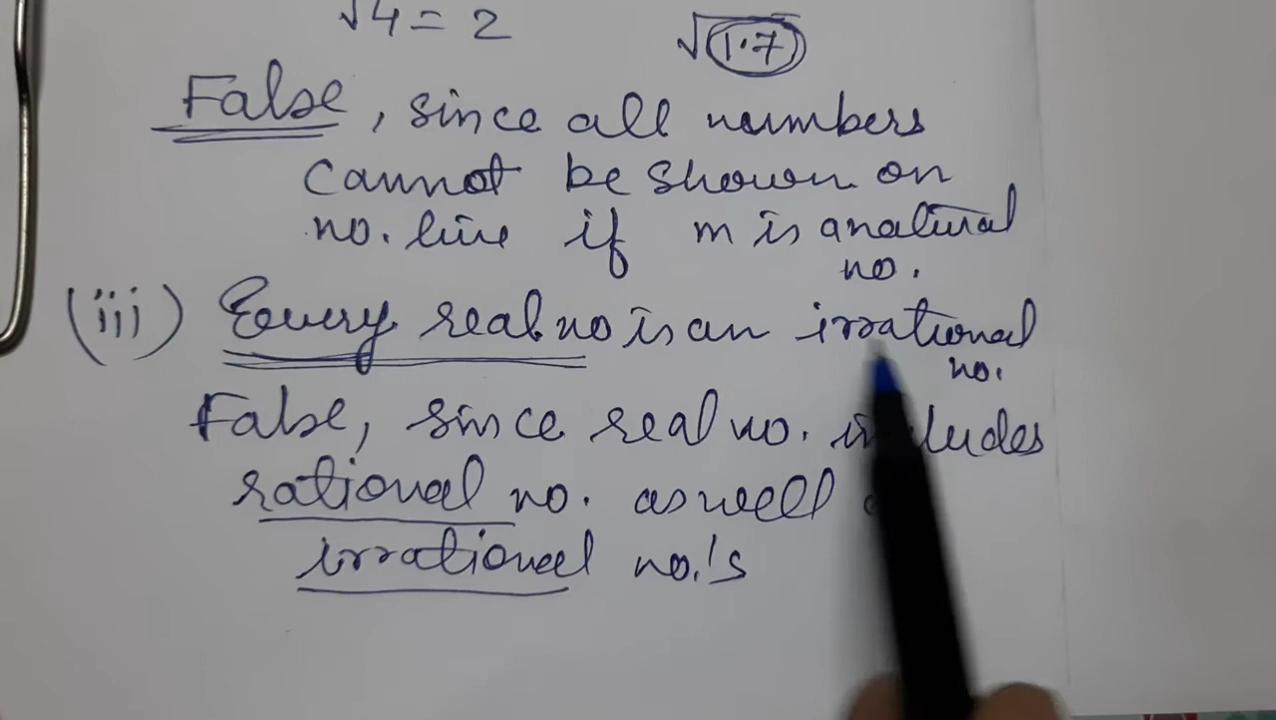 √4 = 2 √1.7
False, since all numbers
cannot be shown on
no. line if m is a natural
no.
(iii) Every real no is an irrational
no.
False, since real no. includes
rational no. as well
irrational no.'s